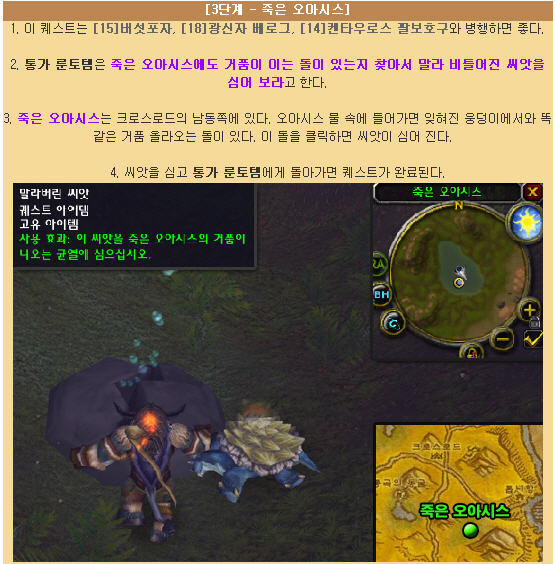 [3단계 - 죽은 오아시스]
1. 이 퀘스트는 [15]버섯포자, [18]광신자 베로그, [14]켄타우로스 팔보호구와 병행하면 좋다.
2. 통가 룬토템은 죽은 오아시스에도 거품이 이는 돌이 있는지 찾아서 말라 비틀어진 씨앗을
심어 보라고 한다.
3. 죽은 오아시스는 크로스로드의 남동쪽에 있다. 오아시스 물 속에 들어가면 잊혀진 웅덩이에서와 똑
같은 거품 올라오는 돌이 있다. 이 돌을 클릭하면 씨앗이 심어 진다.
4. 씨앗을 심고 통가 룬토템에게 돌아가면 퀘스트가 완료된다.
말라버린 씨앗
퀘스트 아이템
고유 아이템
사용 효과: 이 씨앗을 죽은 오아시스의 거품이
나오는 균열에 심으십시오.
죽은 오아시스
N
RA
BH
C
크로스로드
죽은 오아시스